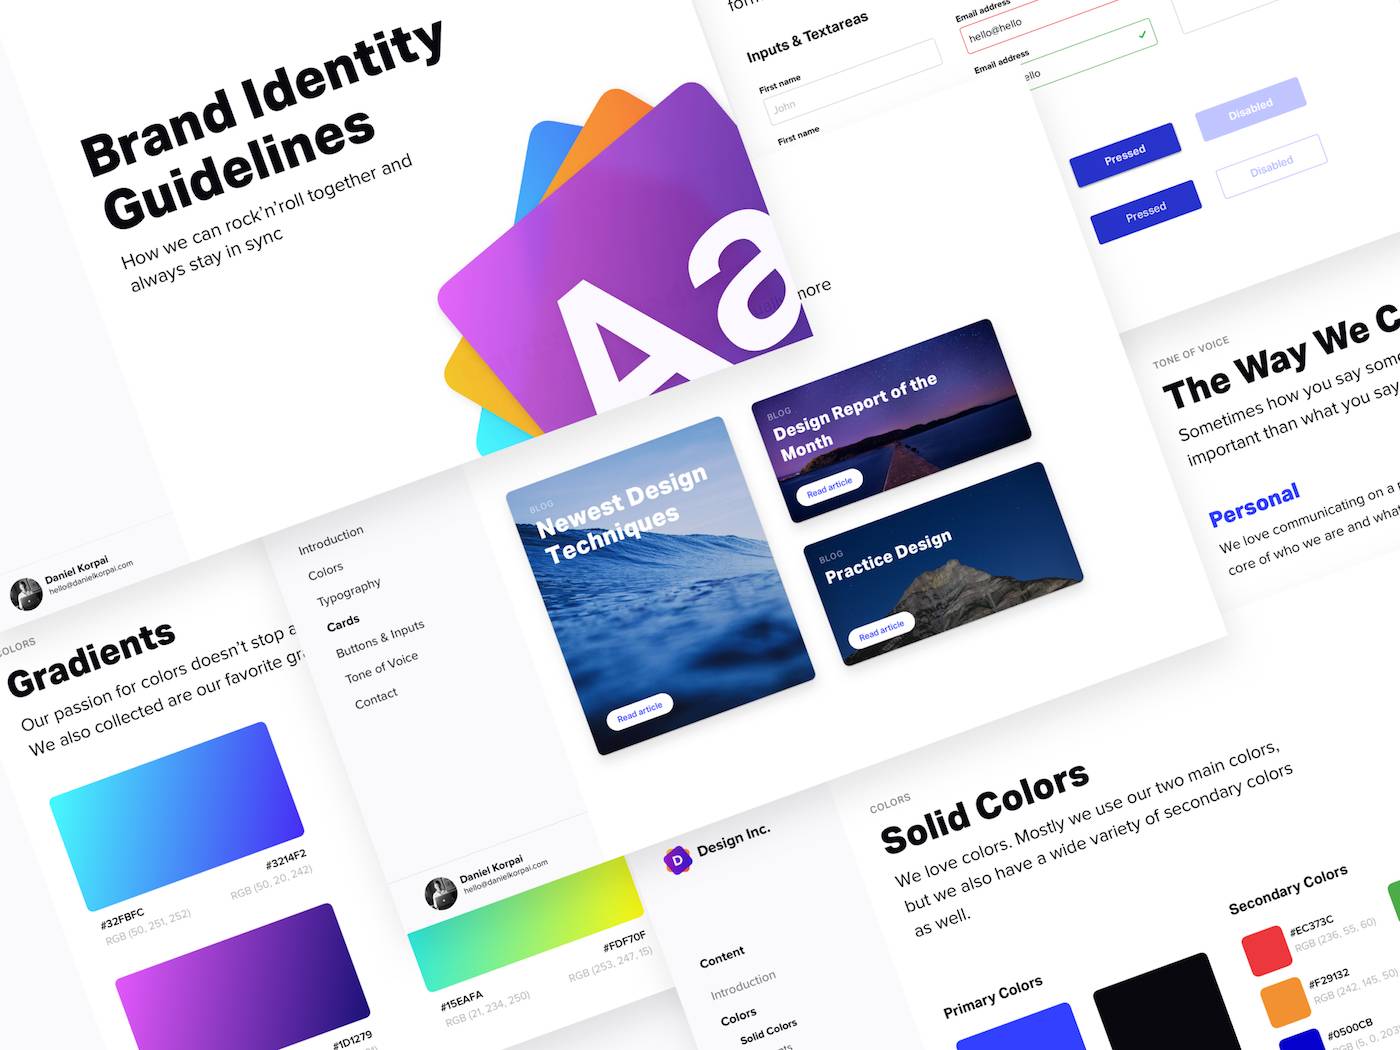 Brand Identity
Guidelines
How we can rock'n'roll together and
always stay in sync
Aa
Daniel Korpai
hello@danielkorpai.com
Inputs & Textareas
First name
John
First name
Email address
hello@hello
Email address
Pressed
Disabled
Pressed
Disabled
more
TONE OF VOICE
The Way We C
Sometimes how you say some
important than what you say
Personal
We love communicating on a
core of who we are and what
Introduction
Colors
Typography
Cards
Buttons & Inputs
Tone of Voice
Contact
Daniel Korpai
hello@danielkorpai.com
BLOG
Newest Design
Techniques
Read article
BLOG
Design Report of the
Month
Read article
BLOG
Practice Design
Read article
COLORS
Gradients
Our passion for colors doesn't stop a
We also collected are our favorite gr
#3214F2
RGB (50, 20, 242)
#32FBFC
RGB (50, 251, 252)
#1D1279
#FDF70F
RGB (253, 247, 15)
#15EAFA
RGB (21, 234, 250)
D
Design Inc.
Content
Introduction
Colors
Solid Colors
COLORS
Solid Colors
We love colors. Mostly we use our two main colors,
but we also have a wide variety of secondary colors
as well.
Primary Colors
Secondary Colors
#EC373C
RGB (236, 55, 60)
#F29132
RGB (242, 145, 50)
#0500CB
RGB (5, 0, 203)